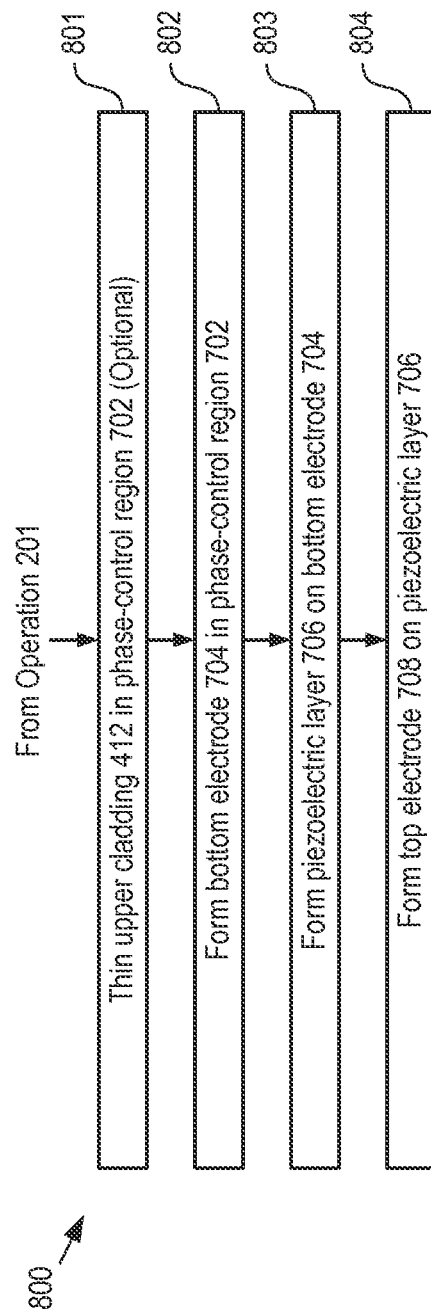 800
From Operation 201
Thin upper cladding 412 in phase-control region 702 (Optional)
801
Form bottom electrode 704 in phase-control region 702
802
Form piezoelectric layer 706 on bottom electrode 704
803
Form top electrode 708 on piezoelectric layer 706
804